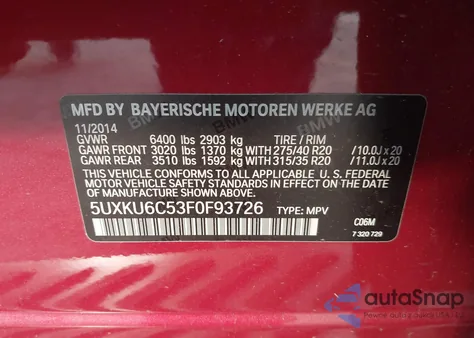 MFD BY BAYERISCHE MOTOREN WERKE AG
11/2014
GVWR 6400 lbs 2903 kg TIRE / RIM
GAWR FRONT 3020 lbs 1370 kg WITH 275/40 R20 /10.0J x 20
GAWR REAR 3510 lbs 1592 kg WITH 315/35 R20 /11.0J x 20
THIS VEHICLE CONFORMS TO ALL APPLICABLE U. S. FEDERAL
MOTOR VEHICLE SAFETY STANDARDS IN EFFECT ON THE DATE
OF MANUFACTURE SHOWN ABOVE.
5UXKU6C53F0F93726 TYPE: MPV C06M
7 320 729
autoSnap